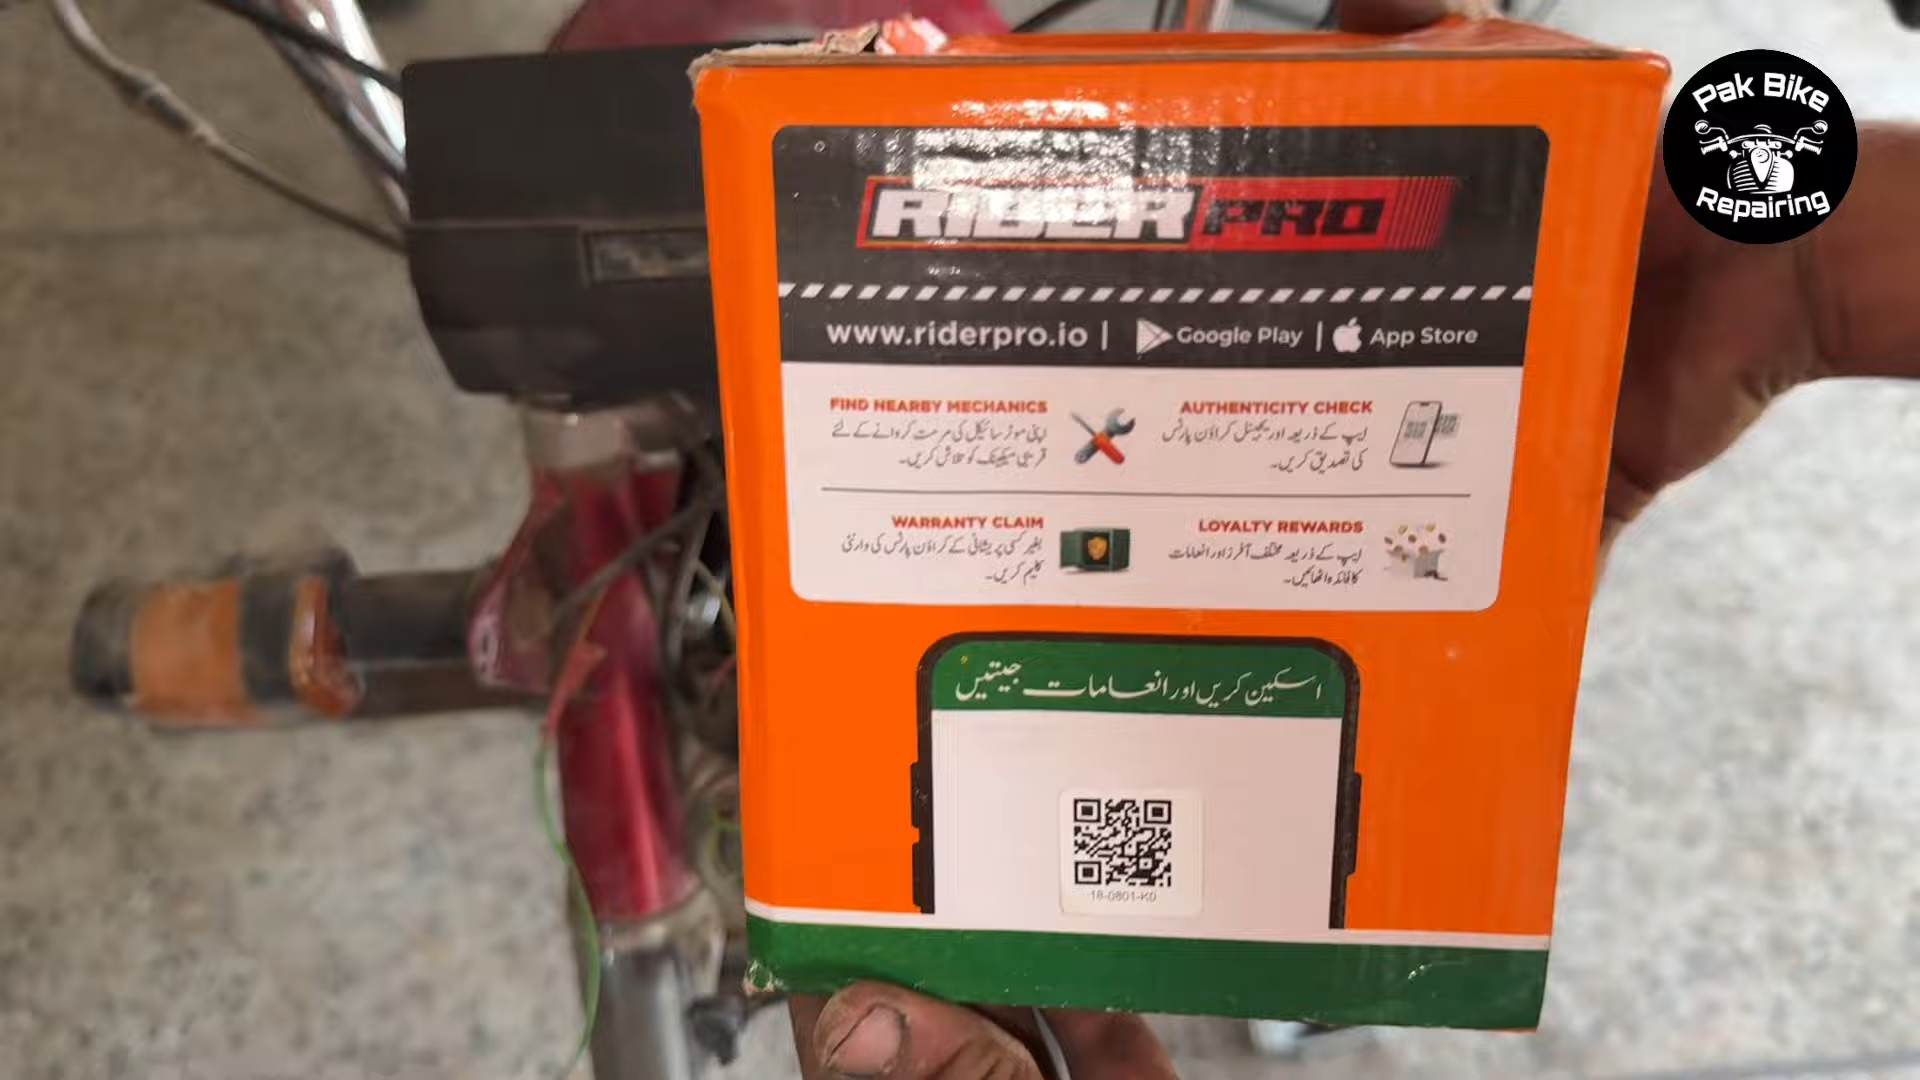 Pak Bike
Repairing
RIDER PRO
www.riderpro.io | Google Play | App Store
FIND NEARBY MECHANICS
اپنی موٹر سائیکل کی مرمت کروانے کے لئے
قریبی میکینک کو تلاش کریں۔
AUTHENTICITY CHECK
ایپ کے ذریعہ اوریجینل کراؤن پارٹس
کی تصدیق کریں۔
WARRANTY CLAIM
بغیر کسی پریشانی کے کراؤن پارٹس کی وارنٹی
کلیم کریں۔
LOYALTY REWARDS
ایپ کے ذریعہ مختلف آفرز اور انعامات
کا فائدہ اٹھائیں۔
اسکین کریں اور انعامات جیتیں
18-0801-K0